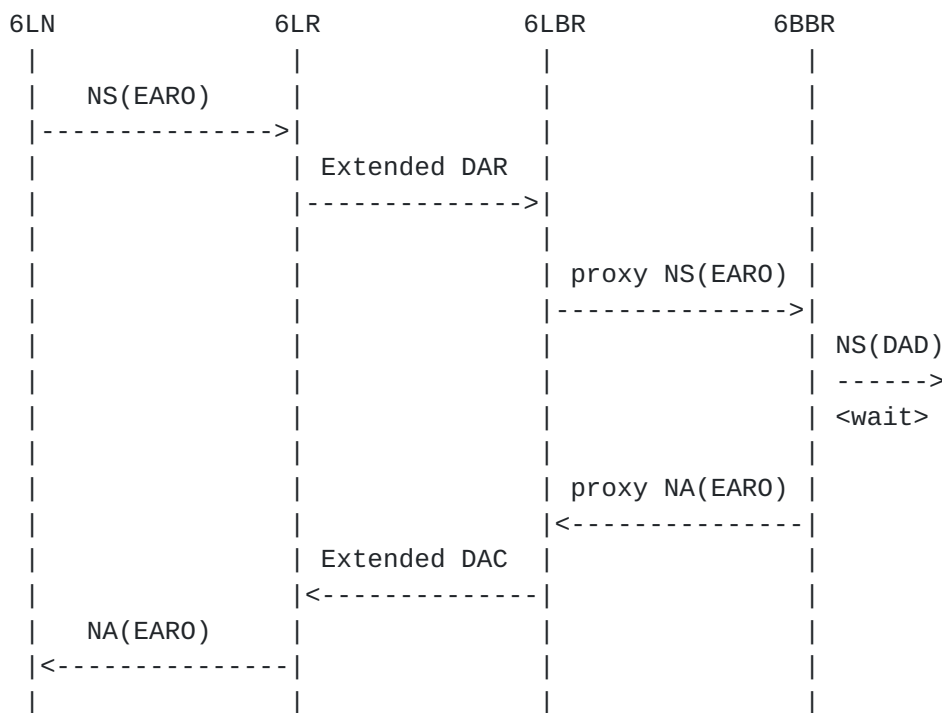 6LN 6LR 6LBR 6BBR
NS(EARO)
Extended DAR
proxy NS(EARO)
NS(DAD)
<wait>
proxy NA(EARO)
Extended DAC
NA(EARO)